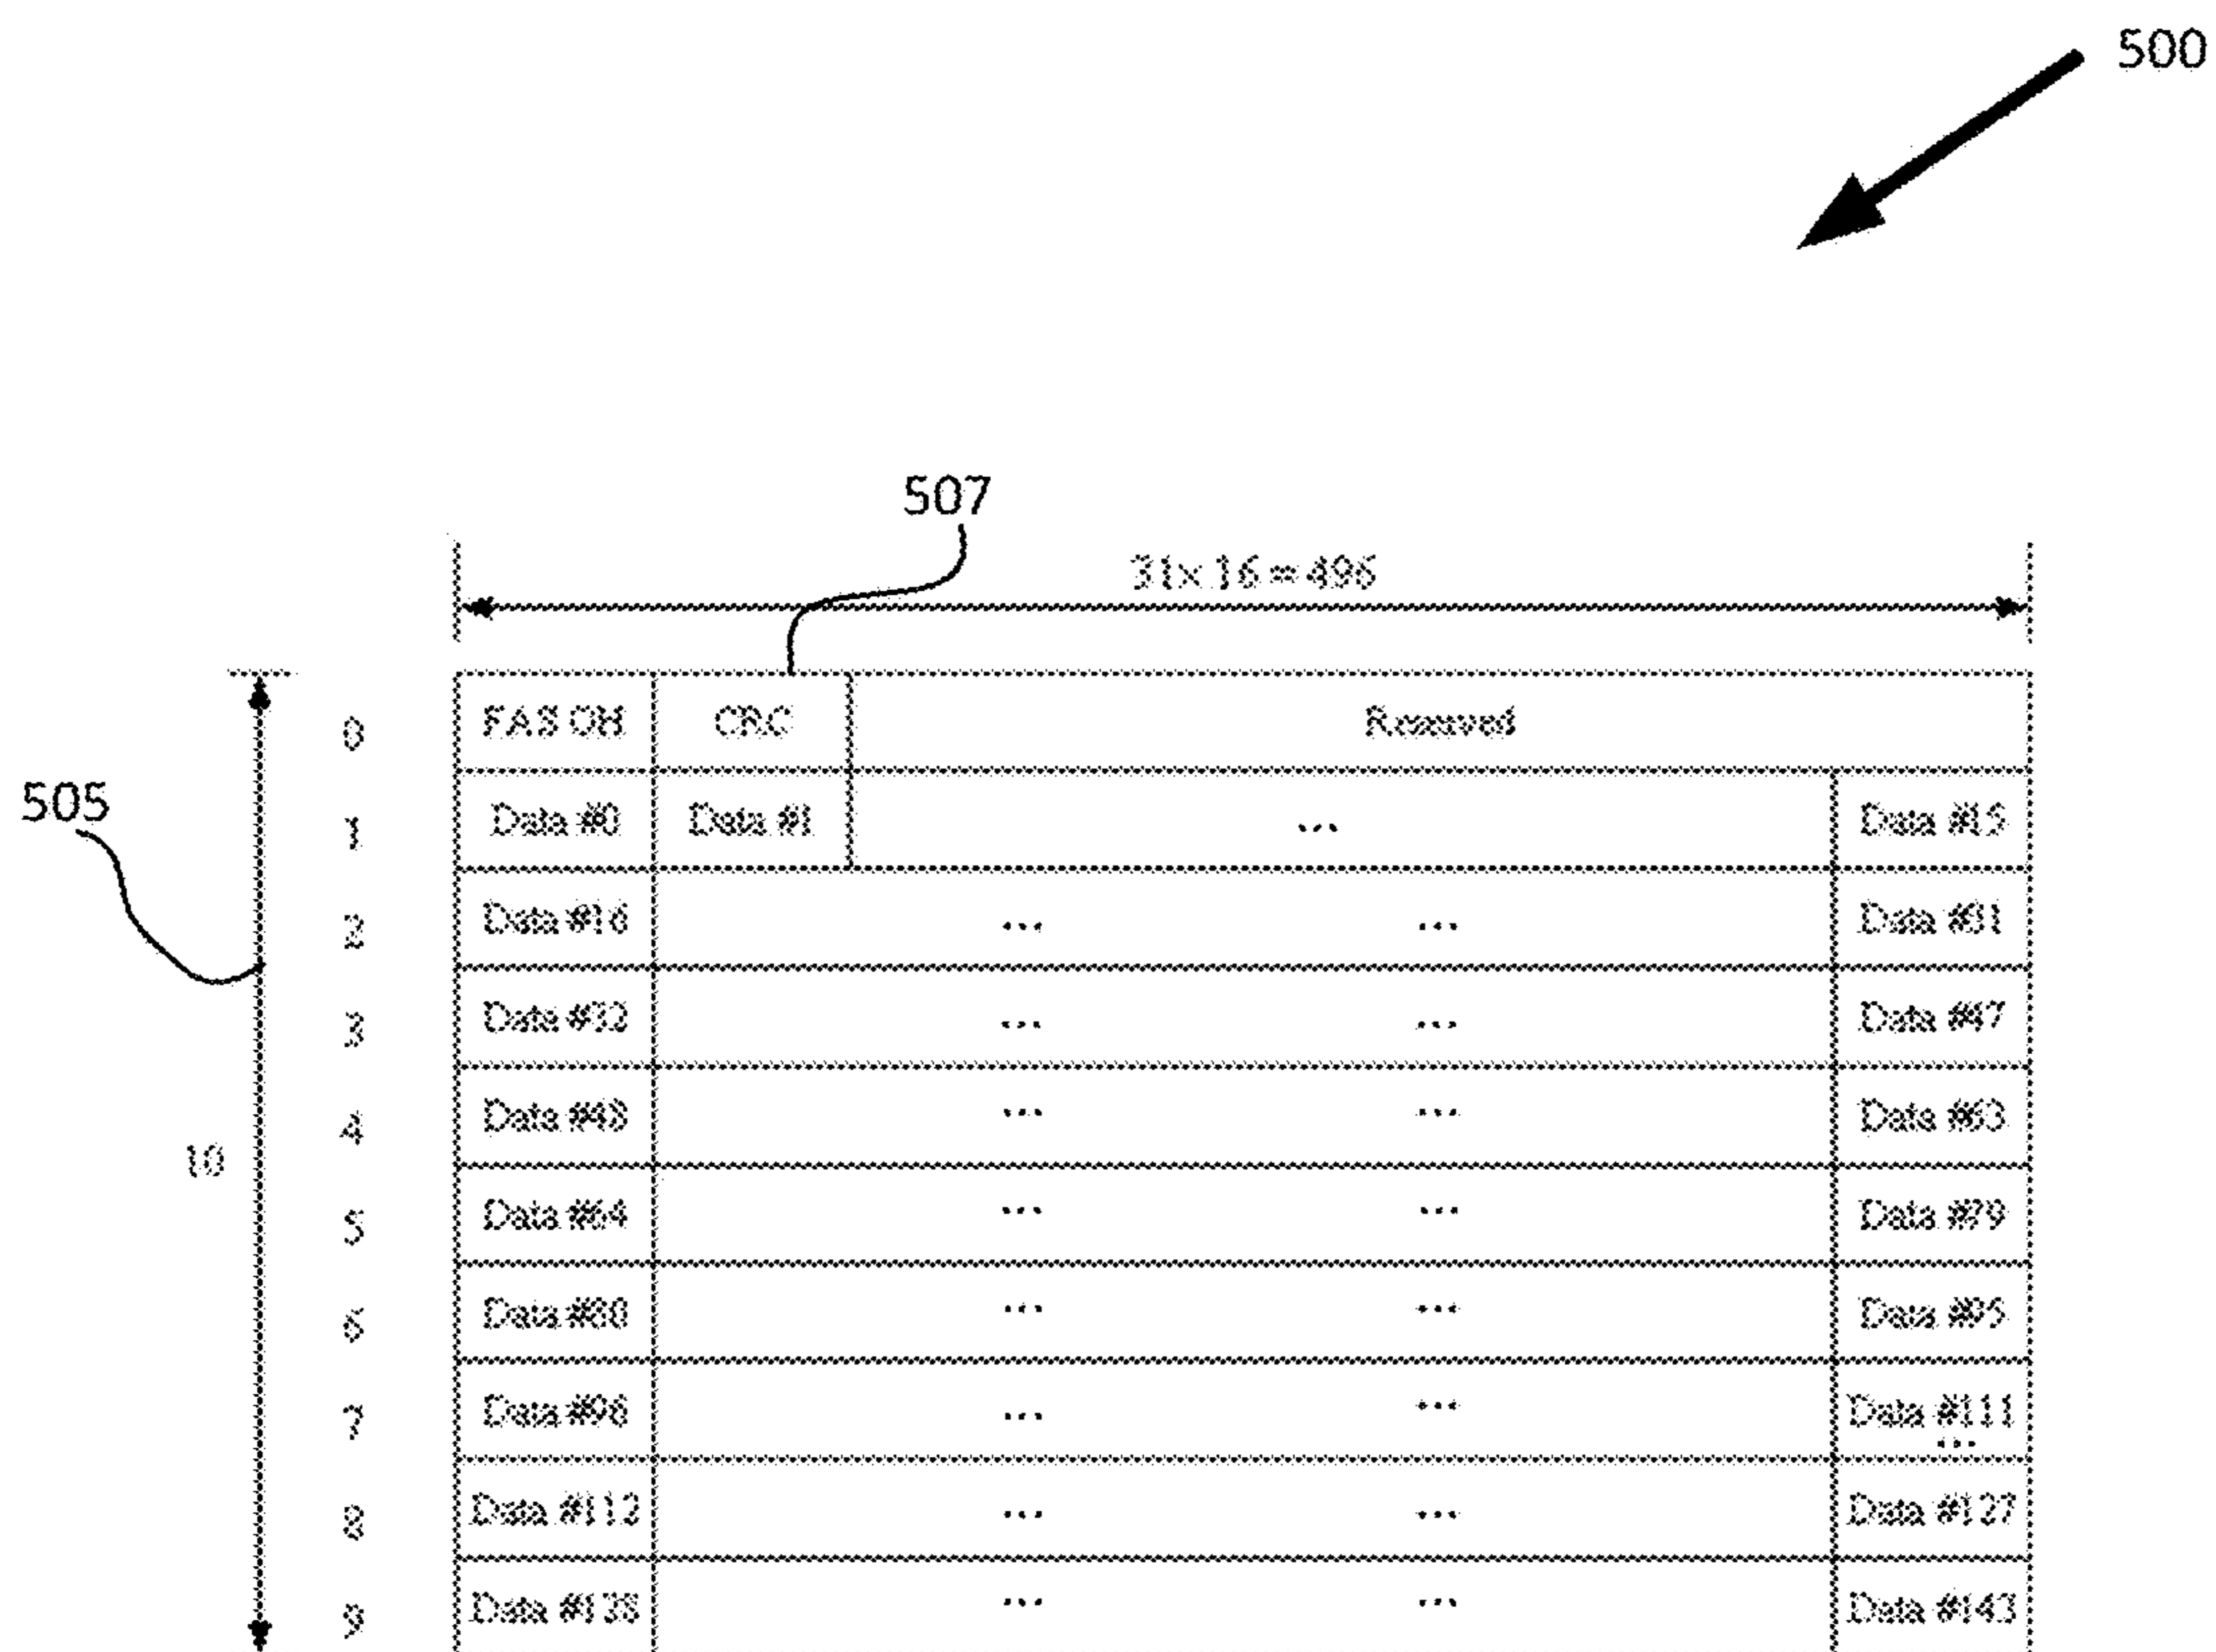 500
507
31×16=496
0 FAS OH CRC Reserved
505
1 Data #0 Data #1 ... Data #15
2 Data #16 ... ... Data #31
3 Data #32 ... ... Data #47
4 Data #48 ... ... Data #63
10
5 Data #64 ... ... Data #79
6 Data #80 ... ... Data #95
7 Data #96 ... ... Data #111
...
8 Data #112 ... ... Data #127
9 Data ... ... Data #143